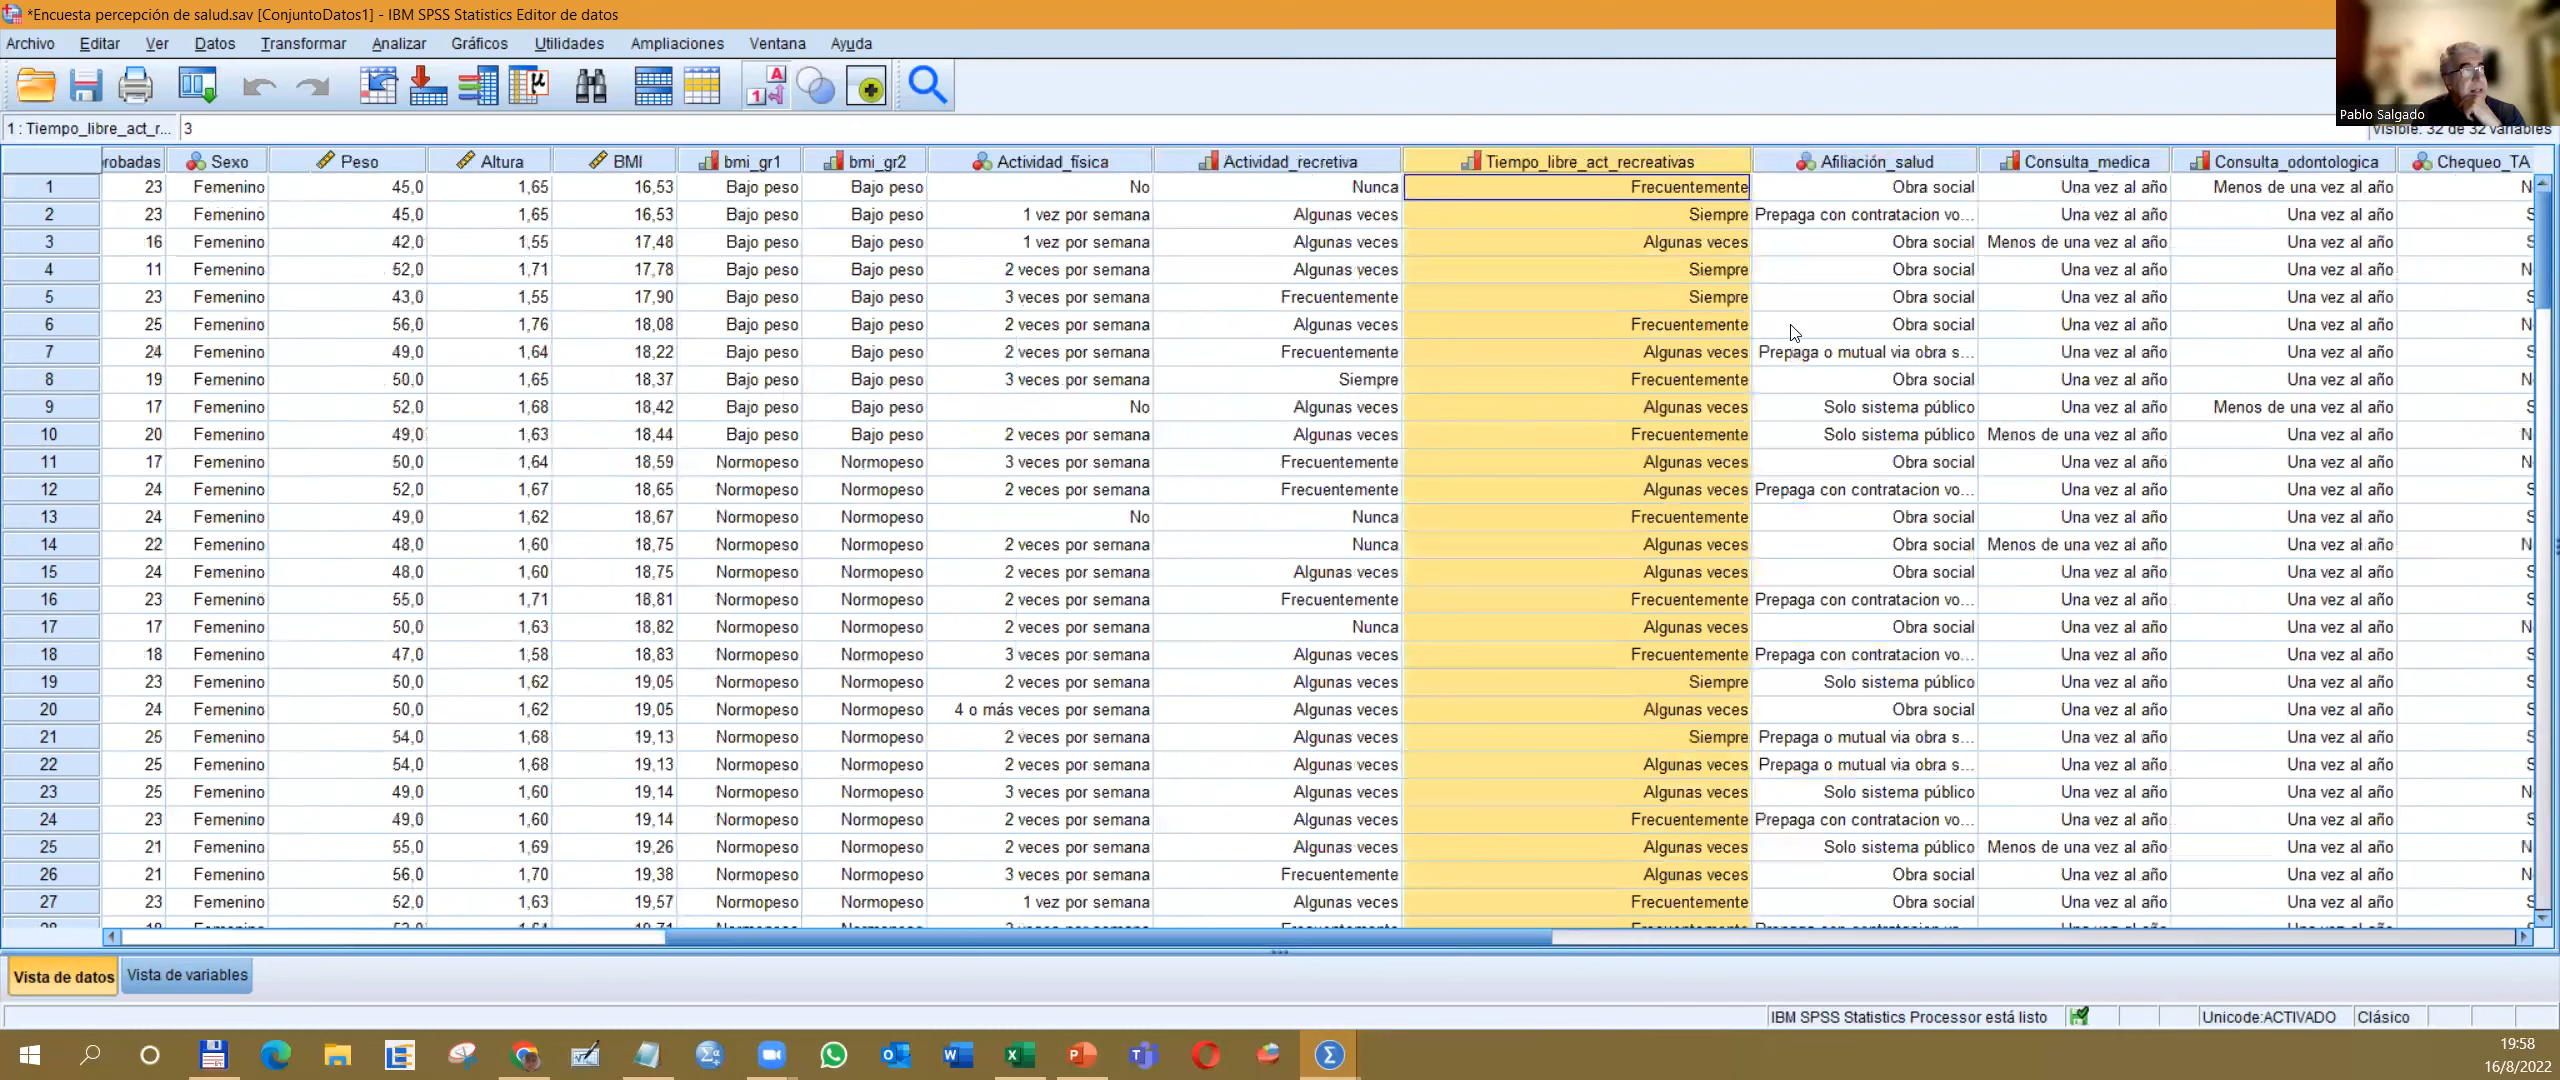 *Encuesta percepción de salud.sav [ConjuntoDatos1] - IBM SPSS Statistics Editor de datos
Archivo Editar Ver Datos Transformar Analizar Gráficos Utilidades Ampliaciones Ventana Ayuda
Pablo Salgado
1 : Tiempo_libre_act_r... 3
Visible: 32 de 32 variables
robadas Sexo Peso Altura BMI bmi_gr1 bmi_gr2 Actividad_física Actividad_recretiva Tiempo_libre_act_recreativas Afiliación_salud Consulta_medica Consulta_odontologica Chequeo_TA
1 23 Femenino 45,0 1,65 16,53 Bajo peso Bajo peso No Nunca Frecuentemente Obra social Una vez al año Menos de una vez al año N
2 23 Femenino 45,0 1,65 16,53 Bajo peso Bajo peso 1 vez por semana Algunas veces Siempre Prepaga con contratacion vo... Una vez al año Una vez al año S
3 16 Femenino 42,0 1,55 17,48 Bajo peso Bajo peso 1 vez por semana Algunas veces Algunas veces Obra social Menos de una vez al año Una vez al año S
4 11 Femenino 52,0 1,71 17,78 Bajo peso Bajo peso 2 veces por semana Algunas veces Siempre Obra social Una vez al año Una vez al año N
5 23 Femenino 43,0 1,55 17,90 Bajo peso Bajo peso 3 veces por semana Frecuentemente Siempre Obra social Una vez al año Una vez al año S
6 25 Femenino 56,0 1,76 18,08 Bajo peso Bajo peso 2 veces por semana Algunas veces Frecuentemente Obra social Una vez al año Una vez al año N
7 24 Femenino 49,0 1,64 18,22 Bajo peso Bajo peso 2 veces por semana Frecuentemente Algunas veces Prepaga o mutual via obra s... Una vez al año Una vez al año S
8 19 Femenino 50,0 1,65 18,37 Bajo peso Bajo peso 3 veces por semana Siempre Frecuentemente Obra social Una vez al año Una vez al año N
9 17 Femenino 52,0 1,68 18,42 Bajo peso Bajo peso No Algunas veces Algunas veces Solo sistema público Una vez al año Menos de una vez al año S
10 20 Femenino 49,0 1,63 18,44 Bajo peso Bajo peso 2 veces por semana Algunas veces Frecuentemente Solo sistema público Menos de una vez al año Una vez al año N
11 17 Femenino 50,0 1,64 18,59 Normopeso Normopeso 3 veces por semana Frecuentemente Algunas veces Obra social Una vez al año Una vez al año N
12 24 Femenino 52,0 1,67 18,65 Normopeso Normopeso 2 veces por semana Frecuentemente Algunas veces Prepaga con contratacion vo... Una vez al año Una vez al año S
13 24 Femenino 49,0 1,62 18,67 Normopeso Normopeso No Nunca Frecuentemente Obra social Una vez al año Una vez al año S
14 22 Femenino 48,0 1,60 18,75 Normopeso Normopeso 2 veces por semana Nunca Algunas veces Obra social Menos de una vez al año Una vez al año N
15 24 Femenino 48,0 1,60 18,75 Normopeso Normopeso 2 veces por semana Algunas veces Algunas veces Obra social Una vez al año Una vez al año S
16 23 Femenino 55,0 1,71 18,81 Normopeso Normopeso 2 veces por semana Frecuentemente Frecuentemente Prepaga con contratacion vo... Una vez al año Una vez al año S
17 17 Femenino 50,0 1,63 18,82 Normopeso Normopeso 2 veces por semana Nunca Algunas veces Obra social Una vez al año Una vez al año N
18 18 Femenino 47,0 1,58 18,83 Normopeso Normopeso 3 veces por semana Algunas veces Frecuentemente Prepaga con contratacion vo... Una vez al año Una vez al año S
19 23 Femenino 50,0 1,62 19,05 Normopeso Normopeso 2 veces por semana Algunas veces Siempre Solo sistema público Una vez al año Una vez al año S
20 24 Femenino 50,0 1,62 19,05 Normopeso Normopeso 4 o más veces por semana Algunas veces Algunas veces Obra social Una vez al año Una vez al año S
21 25 Femenino 54,0 1,68 19,13 Normopeso Normopeso 2 veces por semana Algunas veces Siempre Prepaga o mutual via obra s... Una vez al año Una vez al año S
22 25 Femenino 54,0 1,68 19,13 Normopeso Normopeso 2 veces por semana Algunas veces Algunas veces Prepaga o mutual via obra s... Una vez al año Una vez al año S
23 25 Femenino 49,0 1,60 19,14 Normopeso Normopeso 3 veces por semana Algunas veces Algunas veces Solo sistema público Una vez al año Una vez al año N
24 23 Femenino 49,0 1,60 19,14 Normopeso Normopeso 2 veces por semana Algunas veces Frecuentemente Prepaga con contratacion vo... Una vez al año Una vez al año S
25 21 Femenino 55,0 1,69 19,26 Normopeso Normopeso 2 veces por semana Algunas veces Algunas veces Solo sistema público Menos de una vez al año Una vez al año S
26 21 Femenino 56,0 1,70 19,38 Normopeso Normopeso 3 veces por semana Frecuentemente Algunas veces Obra social Una vez al año Una vez al año N
27 23 Femenino 52,0 1,63 19,57 Normopeso Normopeso 1 vez por semana Algunas veces Frecuentemente Obra social Una vez al año Una vez al año S
Vista de datos Vista de variables
IBM SPSS Statistics Processor está listo Unicode:ACTIVADO Clásico
19:58
16/8/2022